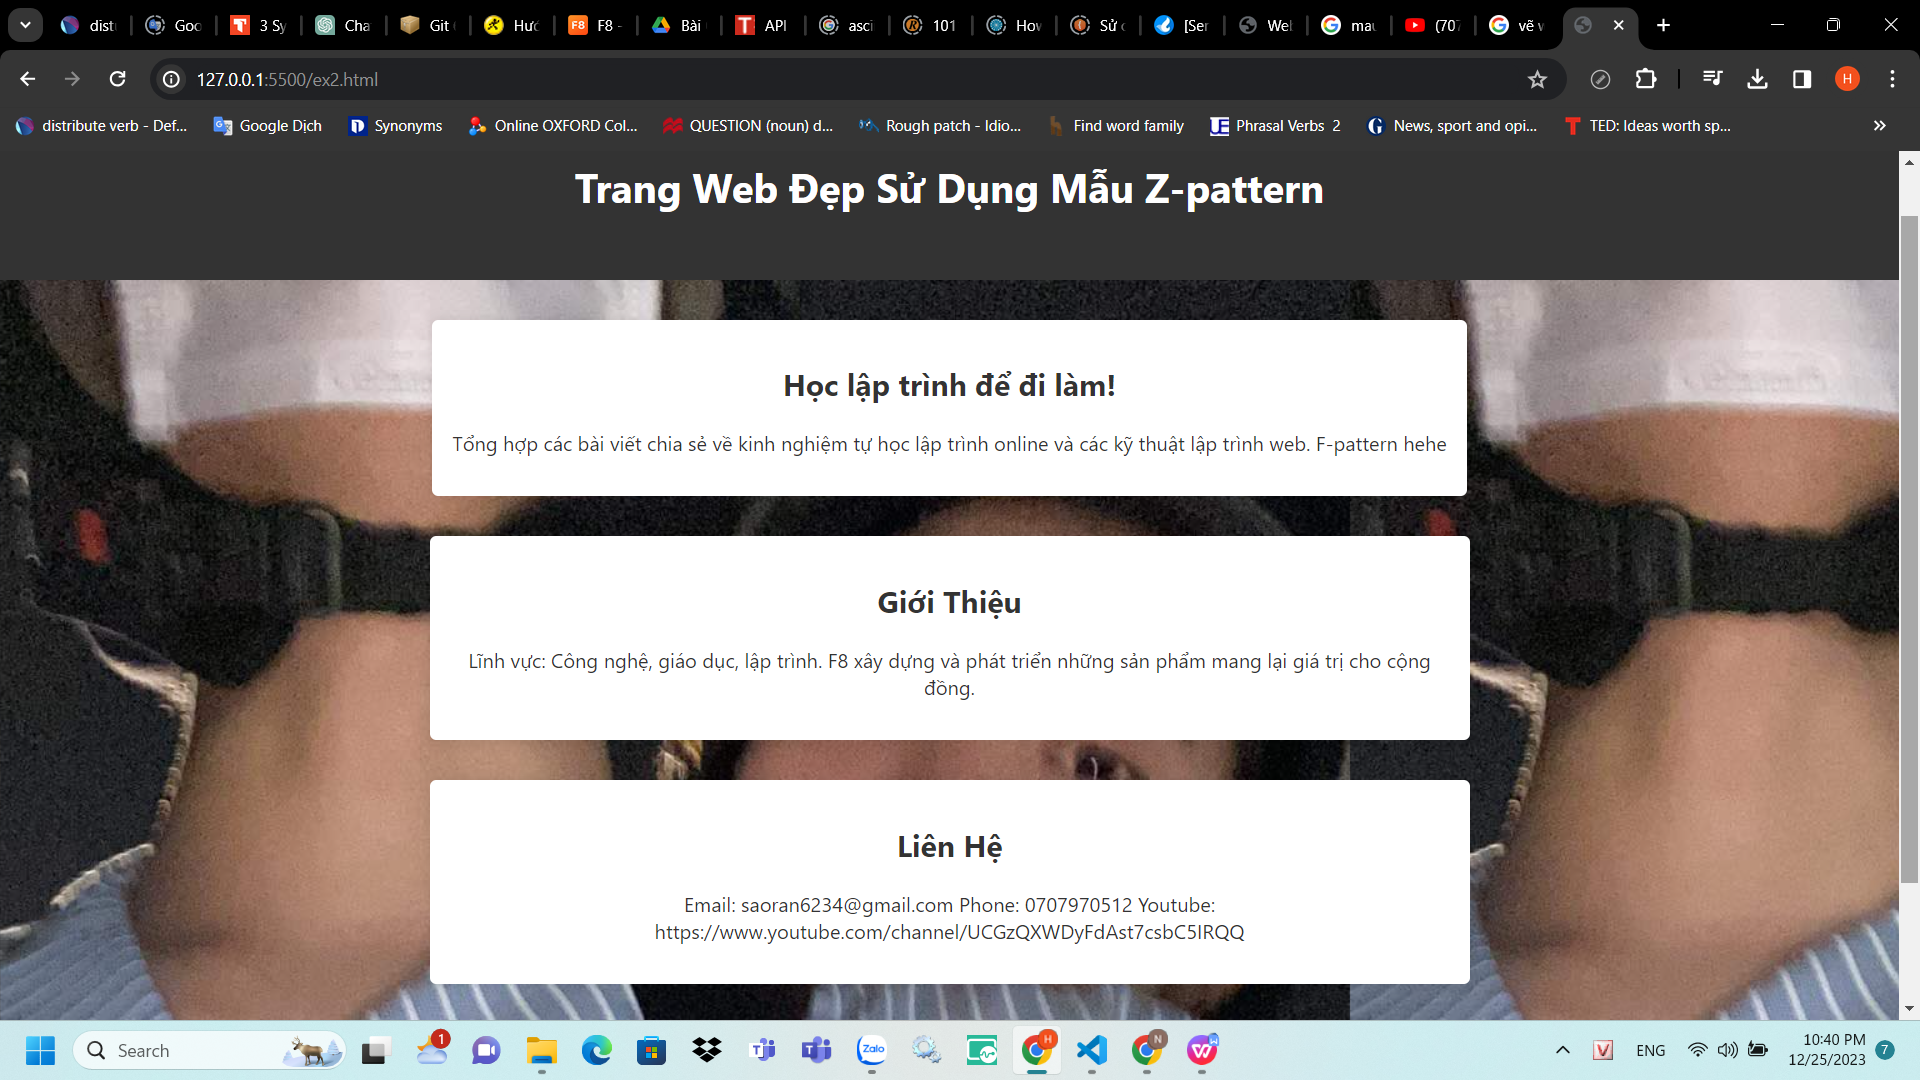 distu
Goo
3 Sy
Cha
Git
Hướ
F8 -
Bài
API
asci
101
How
Sử c
[Ser
Web
mau
(707
vẽ w
127.0.0.1:5500/ex2.html
H
distribute verb - Def...
Google Dịch
Synonyms
Online OXFORD Col...
QUESTION (noun) d...
Rough patch - Idio...
Find word family
Phrasal Verbs 2
News, sport and opi...
TED: Ideas worth sp...
Trang Web Đẹp Sử Dụng Mẫu Z-pattern
Học lập trình để đi làm!
Tổng hợp các bài viết chia sẻ về kinh nghiệm tự học lập trình online và các kỹ thuật lập trình web. F-pattern hehe
Giới Thiệu
Lĩnh vực: Công nghệ, giáo dục, lập trình. F8 xây dựng và phát triển những sản phẩm mang lại giá trị cho cộng
đồng.
Liên Hệ
Email: saoran6234@gmail.com Phone: 0707970512 Youtube:
https://www.youtube.com/channel/UCGzQXWDyFdAst7csbC5IRQQ
Search
1
Zalo
H
N
V
ENG
10:40 PM
12/25/2023
7